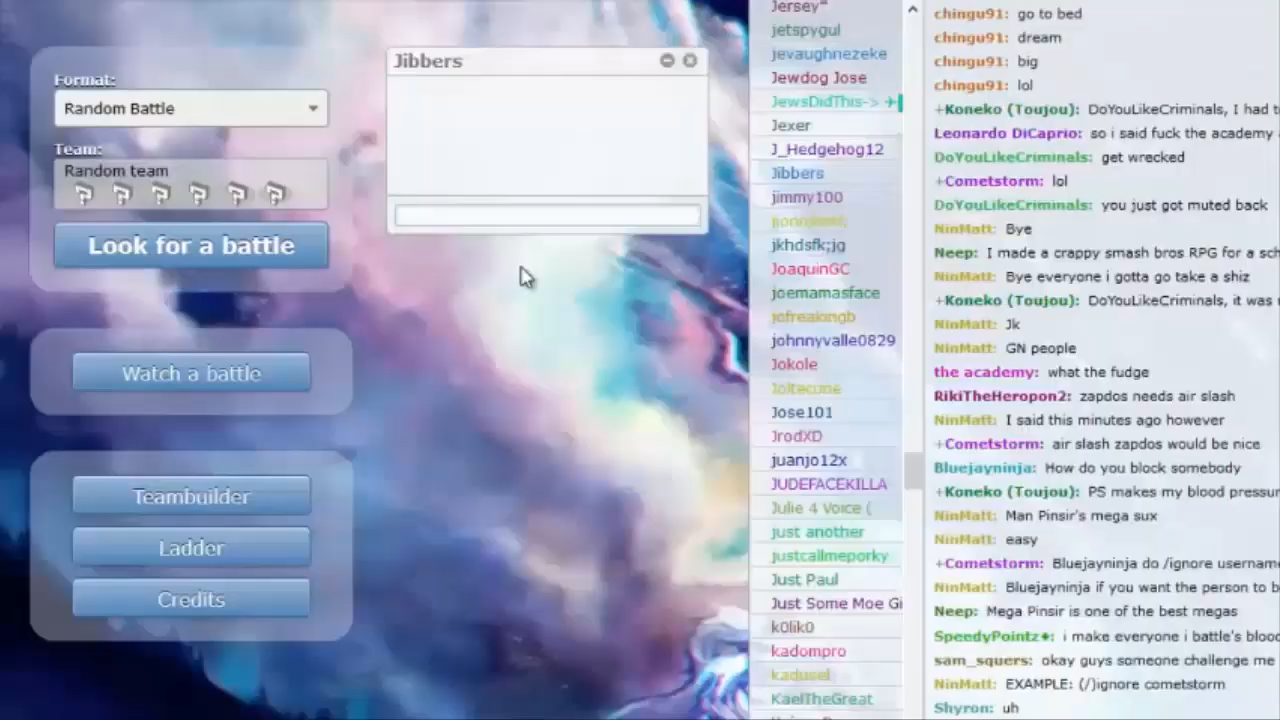 Format:
Random Battle
Team:
Random team
Look for a battle
Watch a battle
Teambuilder
Ladder
Credits
Jibbers
Jersey"
jetspygul
jevaughnezeke
Jewdog Jose
JewsDidThis->
Jexer
J_Hedgehog12
Jibbers
jimmy100
jkhdsfk;jg
JoaquinGC
joemamasface
jofreakingb
johnnyvalle0829
Jokole
Joltecune
Jose101
JrodXD
juanjo12x
JUDEFACEKILLA
Julie 4 Voice (
just another
justcallmeporky
Just Paul
Just Some Moe Gi
k0lik0
kadompro
kadusel
KaelTheGreat
chingu91: go to bed
chingu91: dream
chingu91: big
chingu91: lol
+Koneko (Toujou): DoYouLikeCriminals, I had t
Leonardo DiCaprio: so i said fuck the academy
DoYouLikeCriminals: get wrecked
+Cometstorm: lol
DoYouLikeCriminals: you just got muted back
NinMatt: Bye
Neep: I made a crappy smash bros RPG for a sch
NinMatt: Bye everyone i gotta go take a shiz
+Koneko (Toujou): DoYouLikeCriminals, it was
NinMatt: Jk
NinMatt: GN people
the academy: what the fudge
RikiTheHeropon2: zapdos needs air slash
NinMatt: I said this minutes ago however
+Cometstorm: air slash zapdos would be nice
Bluejayninja: How do you block somebody
+Koneko (Toujou): PS makes my blood pressur
NinMatt: Man Pinsir's mega sux
NinMatt: easy
+Cometstorm: Bluejayninja do /ignore username
NinMatt: Bluejayninja if you want the person to b
Neep: Mega Pinsir is one of the best megas
SpeedyPointz♦: i make everyone i battle's blood
sam_squers: okay guys someone challenge me
NinMatt: EXAMPLE: (/)ignore cometstorm
Shyron: uh